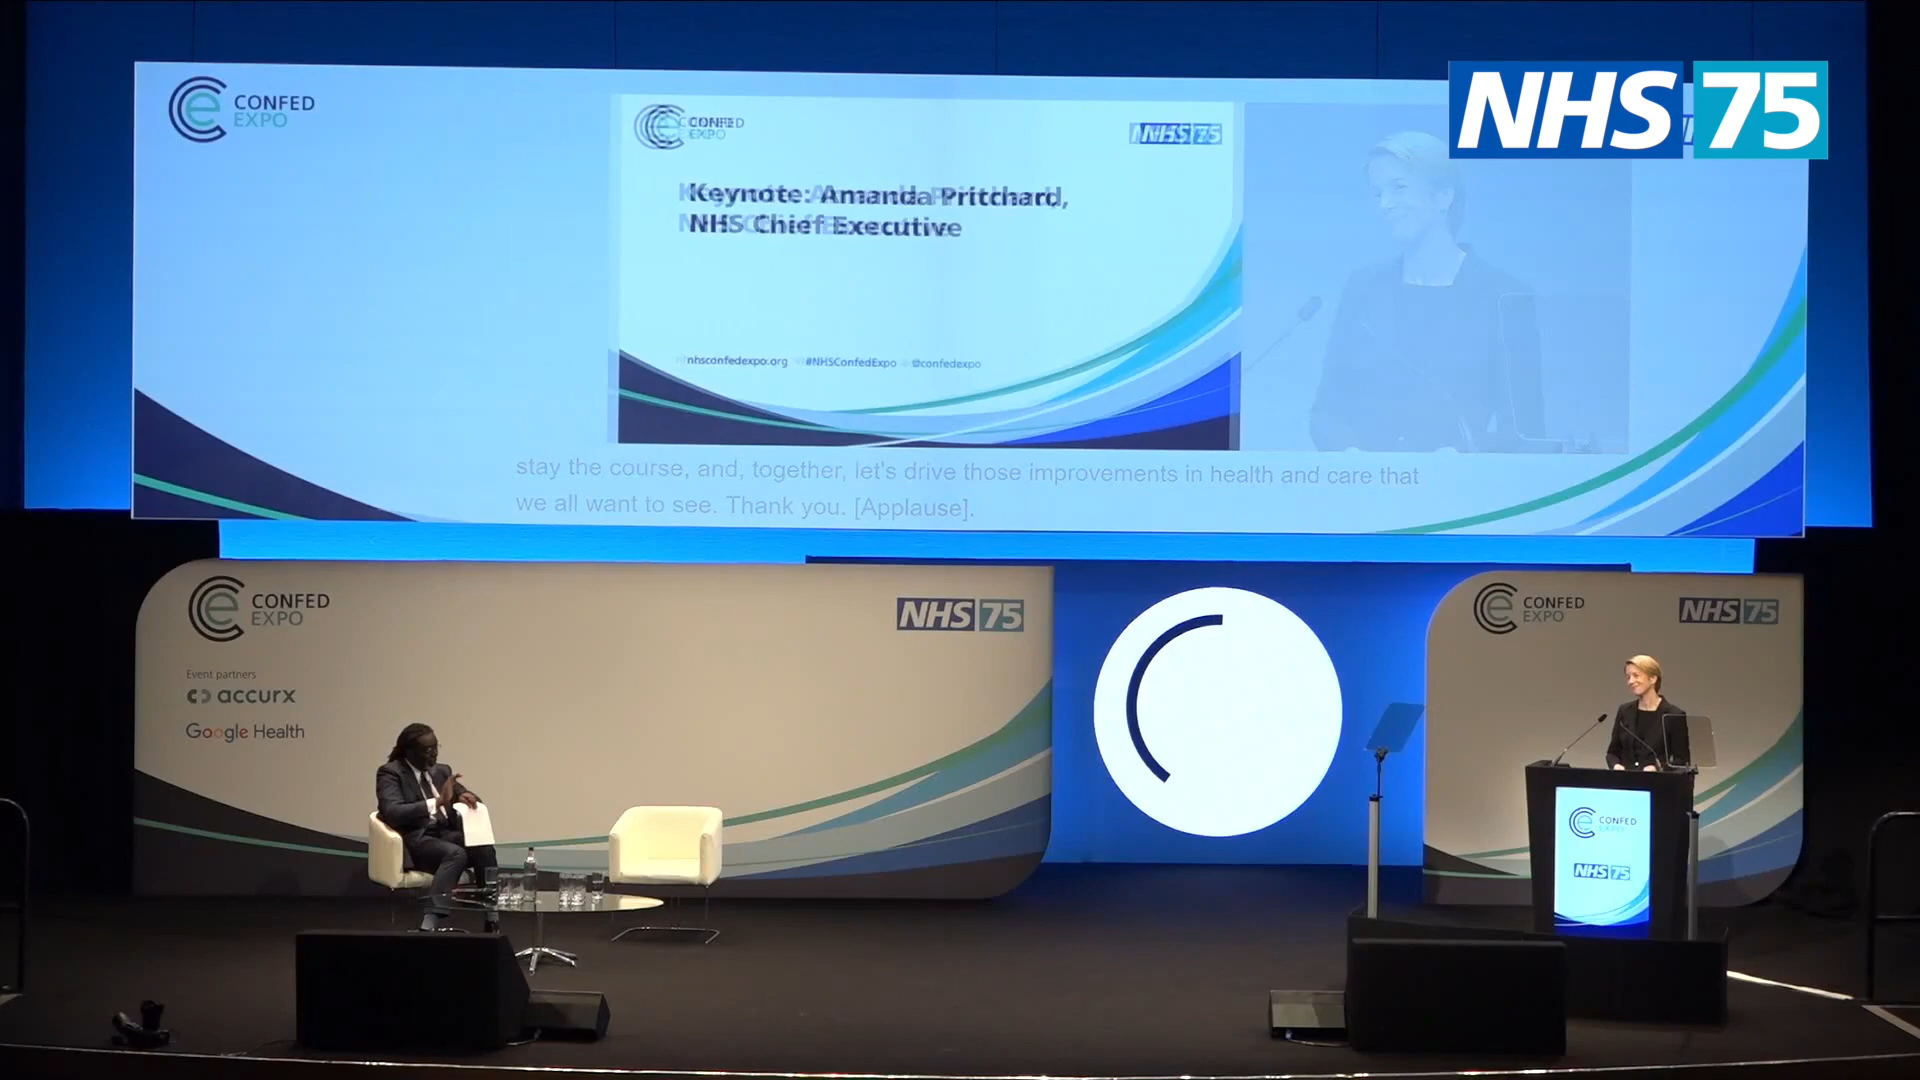 CONFED
EXPO
CONFED
EXPO
NHS 75
NHS 75
Keynote: Amanda Pritchard,
NHS Chief Executive
nhsconfedexpo.org #NHSConfedExpo @confedexpo
stay the course, and, together, let's drive those improvements in health and care that
we all want to see. Thank you. [Applause].
CONFED
EXPO
NHS 75
Event partners
accurx
Google Health
CONFED
EXPO
NHS 75
CONFED
EXPO
NHS 75